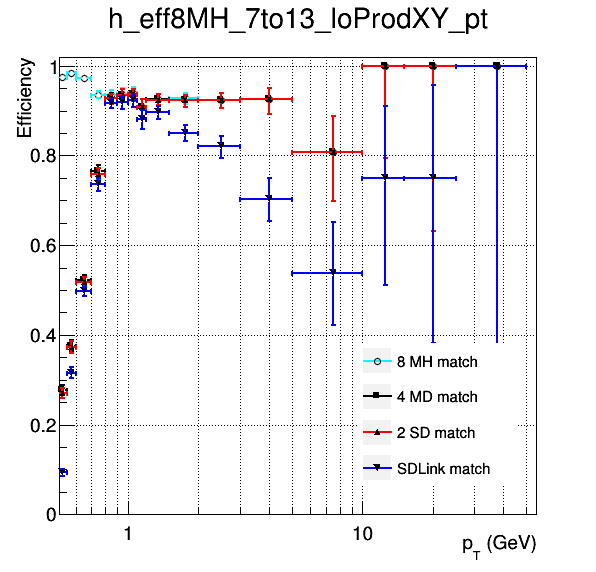 h_eff8MH_7to13_loProdXY_pt
Efficiency
1
0.8
0.6
0.4
0.2
0
8 MH match
4 MD match
2 SD match
SDLink match
1
10
p_T (GeV)